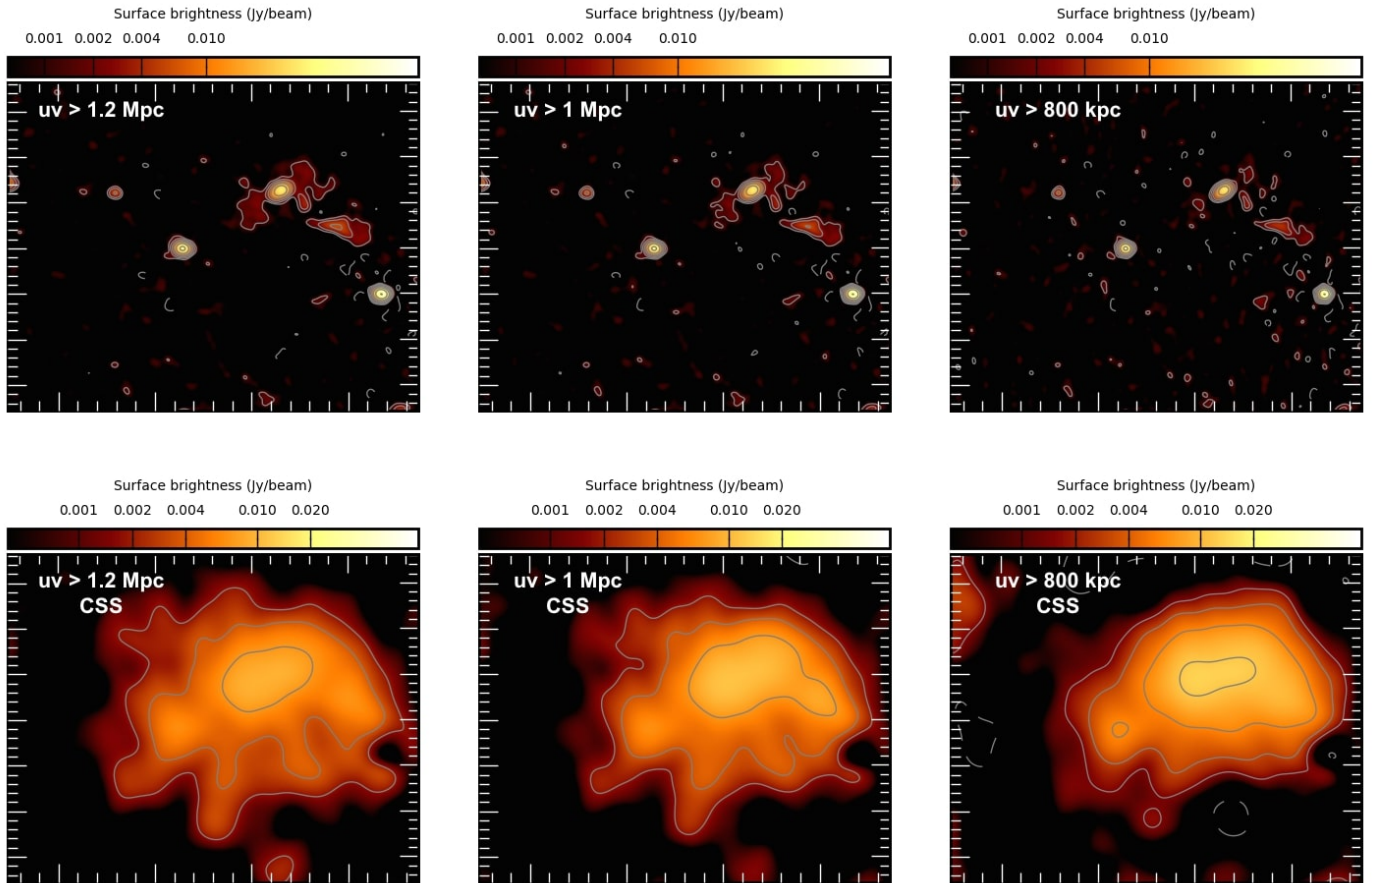 Surface brightness (Jy/beam)
0.001 0.002 0.004 0.010
uv > 1.2 Mpc
Surface brightness (Jy/beam)
0.001 0.002 0.004 0.010
uv > 1 Mpc
Surface brightness (Jy/beam)
0.001 0.002 0.004 0.010
uv > 800 kpc
Surface brightness (Jy/beam)
0.001 0.002 0.004 0.010 0.020
uv > 1.2 Mpc
CSS
Surface brightness (Jy/beam)
0.001 0.002 0.004 0.010 0.020
uv > 1 Mpc
CSS
Surface brightness (Jy/beam)
0.001 0.002 0.004 0.010 0.020
uv > 800 kpc
CSS